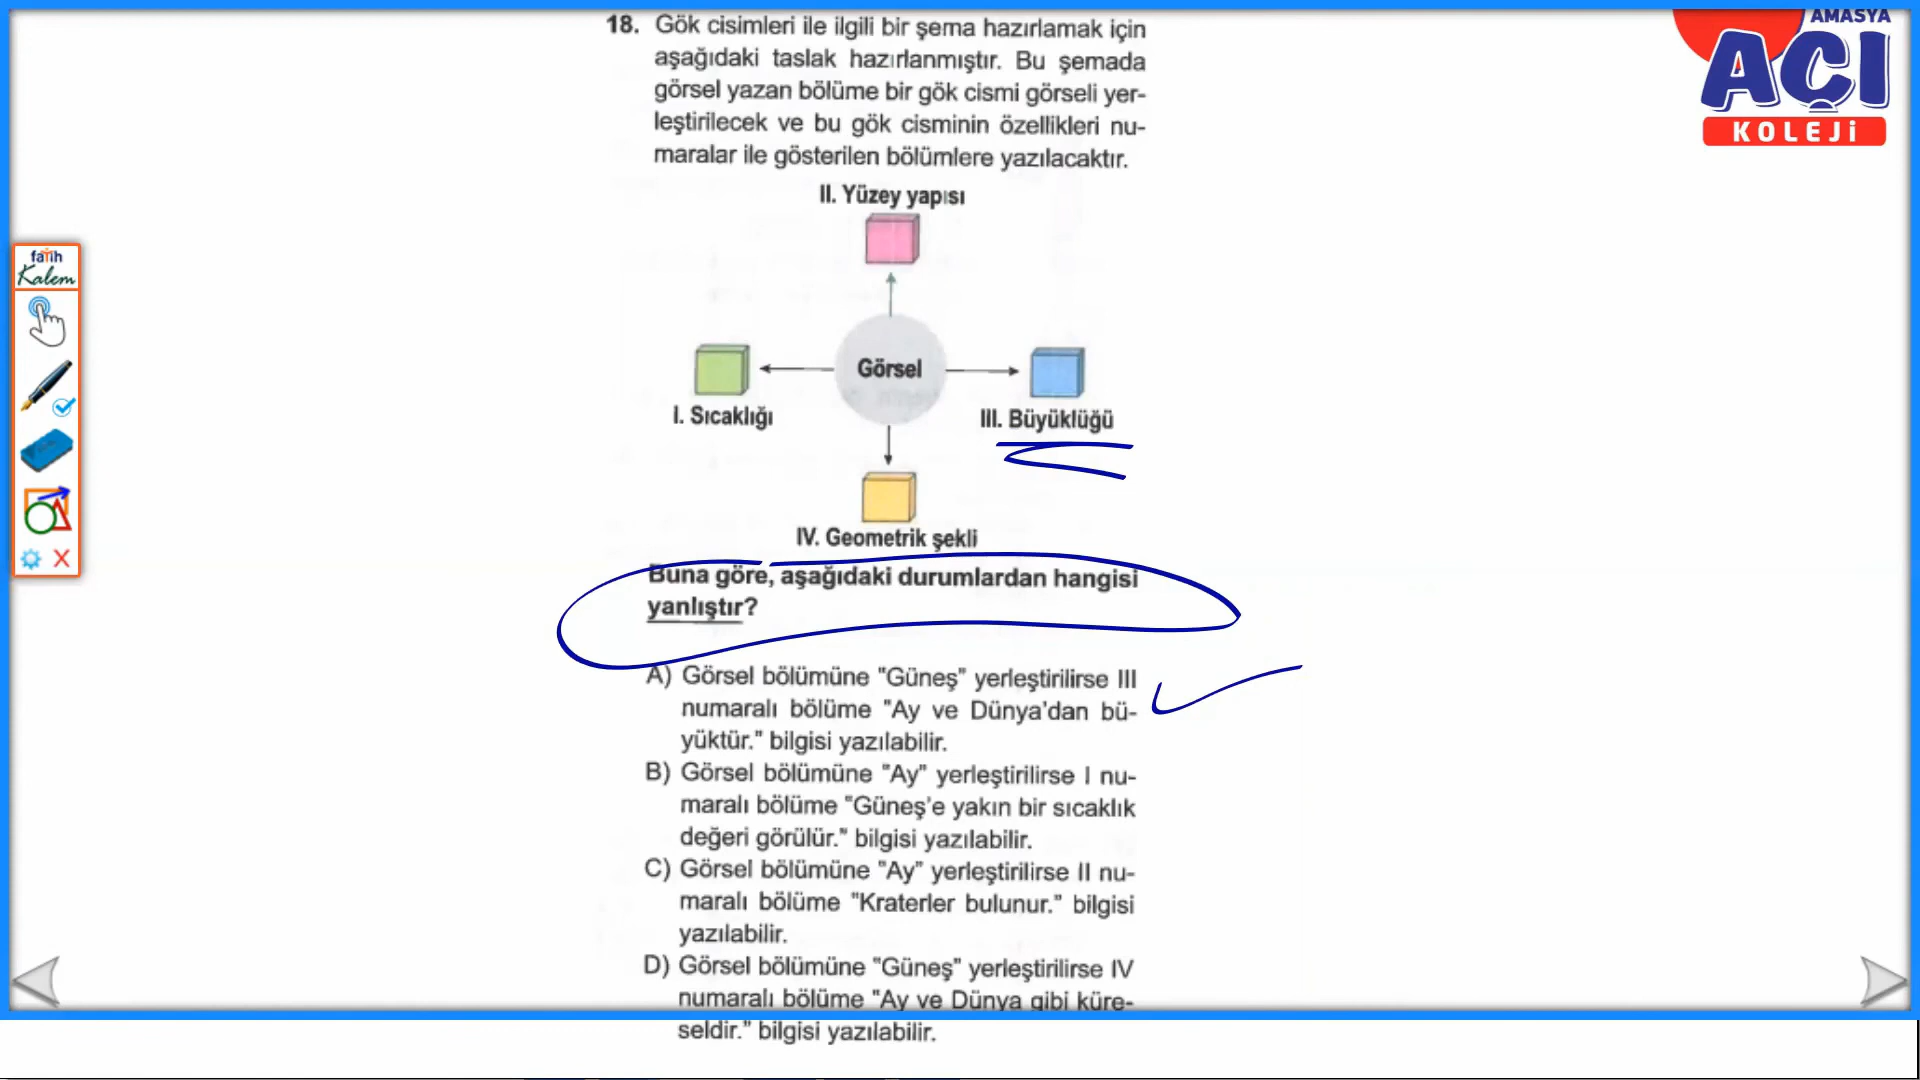 AMASYA
AÇI
KOLEJİ
fatih
Kalem
18. Gök cisimleri ile ilgili bir şema hazırlamak için
aşağıdaki taslak hazırlanmıştır. Bu şemada
görsel yazan bölüme bir gök cismi görseli yer-
leştirilecek ve bu gök cisminin özellikleri nu-
maralar ile gösterilen bölümlere yazılacaktır.
II. Yüzey yapısı
Görsel
I. Sıcaklığı
III. Büyüklüğü
IV. Geometrik şekli
Buna göre, aşağıdaki durumlardan hangisi
yanlıştır?
A) Görsel bölümüne "Güneş" yerleştirilirse III
numaralı bölüme "Ay ve Dünya'dan bü-
yüktür." bilgisi yazılabilir.
B) Görsel bölümüne "Ay" yerleştirilirse I nu-
maralı bölüme "Güneş'e yakın bir sıcaklık
değeri görülür." bilgisi yazılabilir.
C) Görsel bölümüne "Ay" yerleştirilirse II nu-
maralı bölüme "Kraterler bulunur." bilgisi
yazılabilir.
D) Görsel bölümüne "Güneş" yerleştirilirse IV
numaralı bölüme "Ay ve Dünya gibi küre-
seldir." bilgisi yazılabilir.